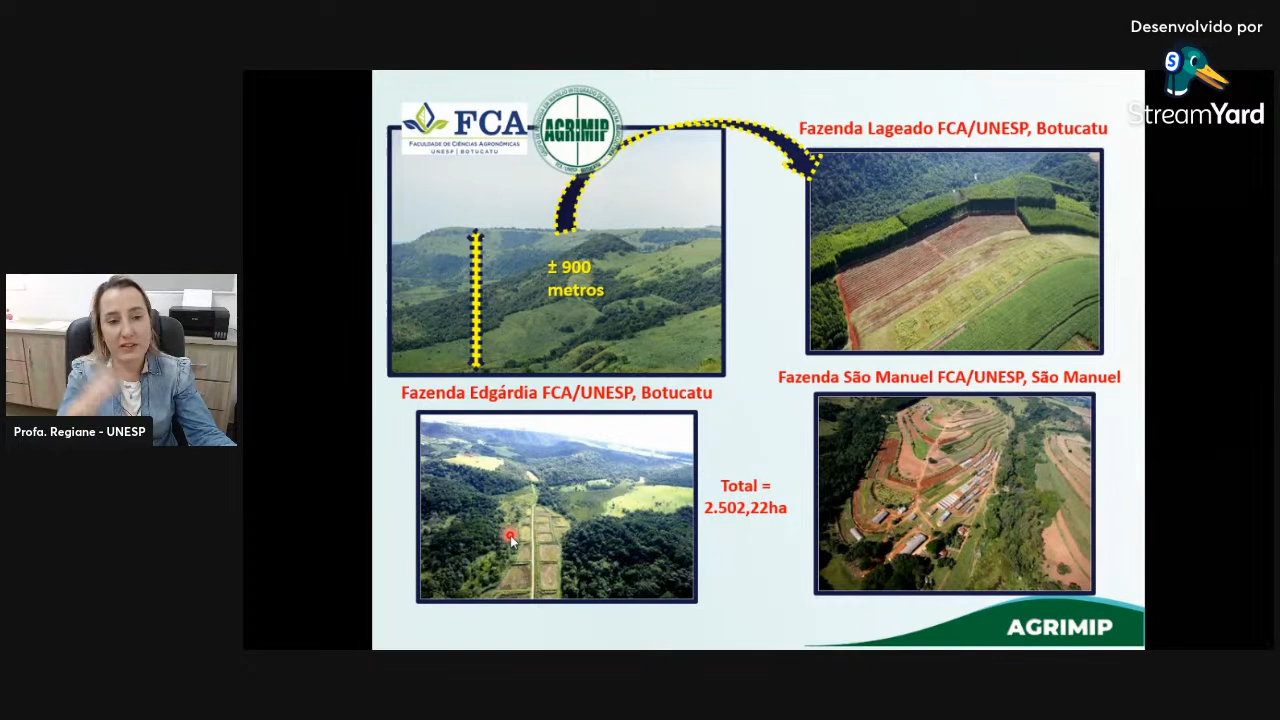 Desenvolvido por
StreamYard
FCA
FACULDADE DE CIÊNCIAS AGRONÔMICAS
UNESP | BOTUCATU
AGRIMIP
Fazenda Lageado FCA/UNESP, Botucatu
± 900
metros
Fazenda Edgárdia FCA/UNESP, Botucatu
Fazenda São Manuel FCA/UNESP, São Manuel
Total =
2.502,22ha
Profa. Regiane - UNESP
AGRIMIP